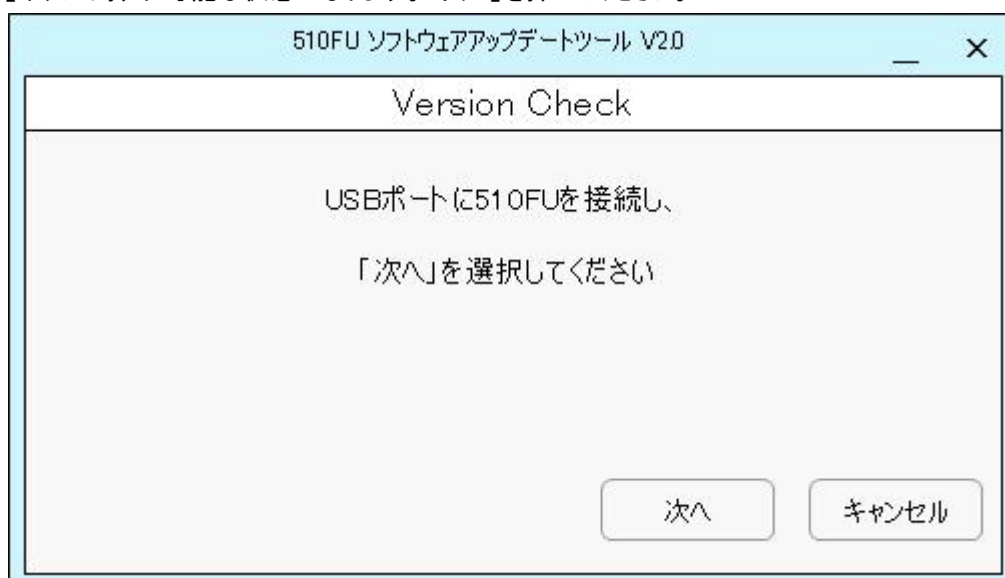 510FU ソフトウェアアップデートツール V2.0
Version Check
USBポートに510FUを接続し、
「次へ」を選択してください
次へ
キャンセル